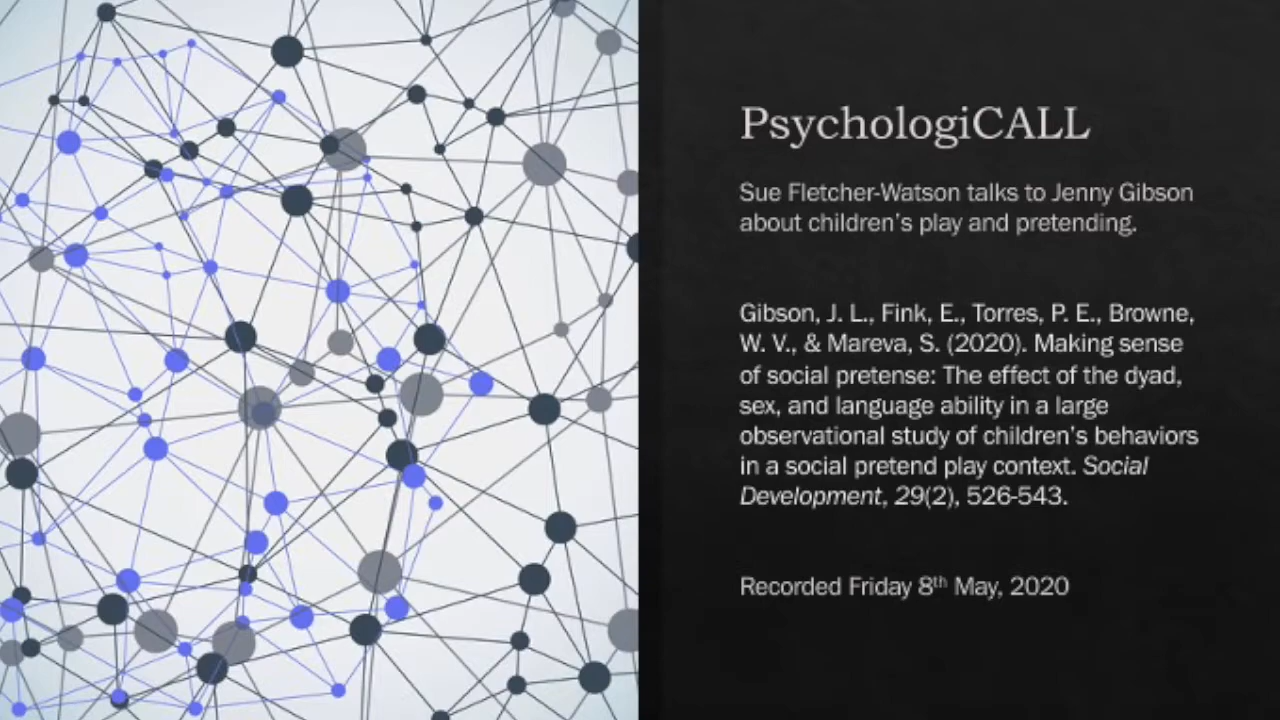 PsychologiCALL
Sue Fletcher-Watson talks to Jenny Gibson
about children’s play and pretending.
Gibson, J. L., Fink, E., Torres, P. E., Browne,
W. V., & Mareva, S. (2020). Making sense
of social pretense: The effect of the dyad,
sex, and language ability in a large
observational study of children’s behaviors
in a social pretend play context. Social
Development, 29(2), 526-543.
Recorded Friday 8th May, 2020